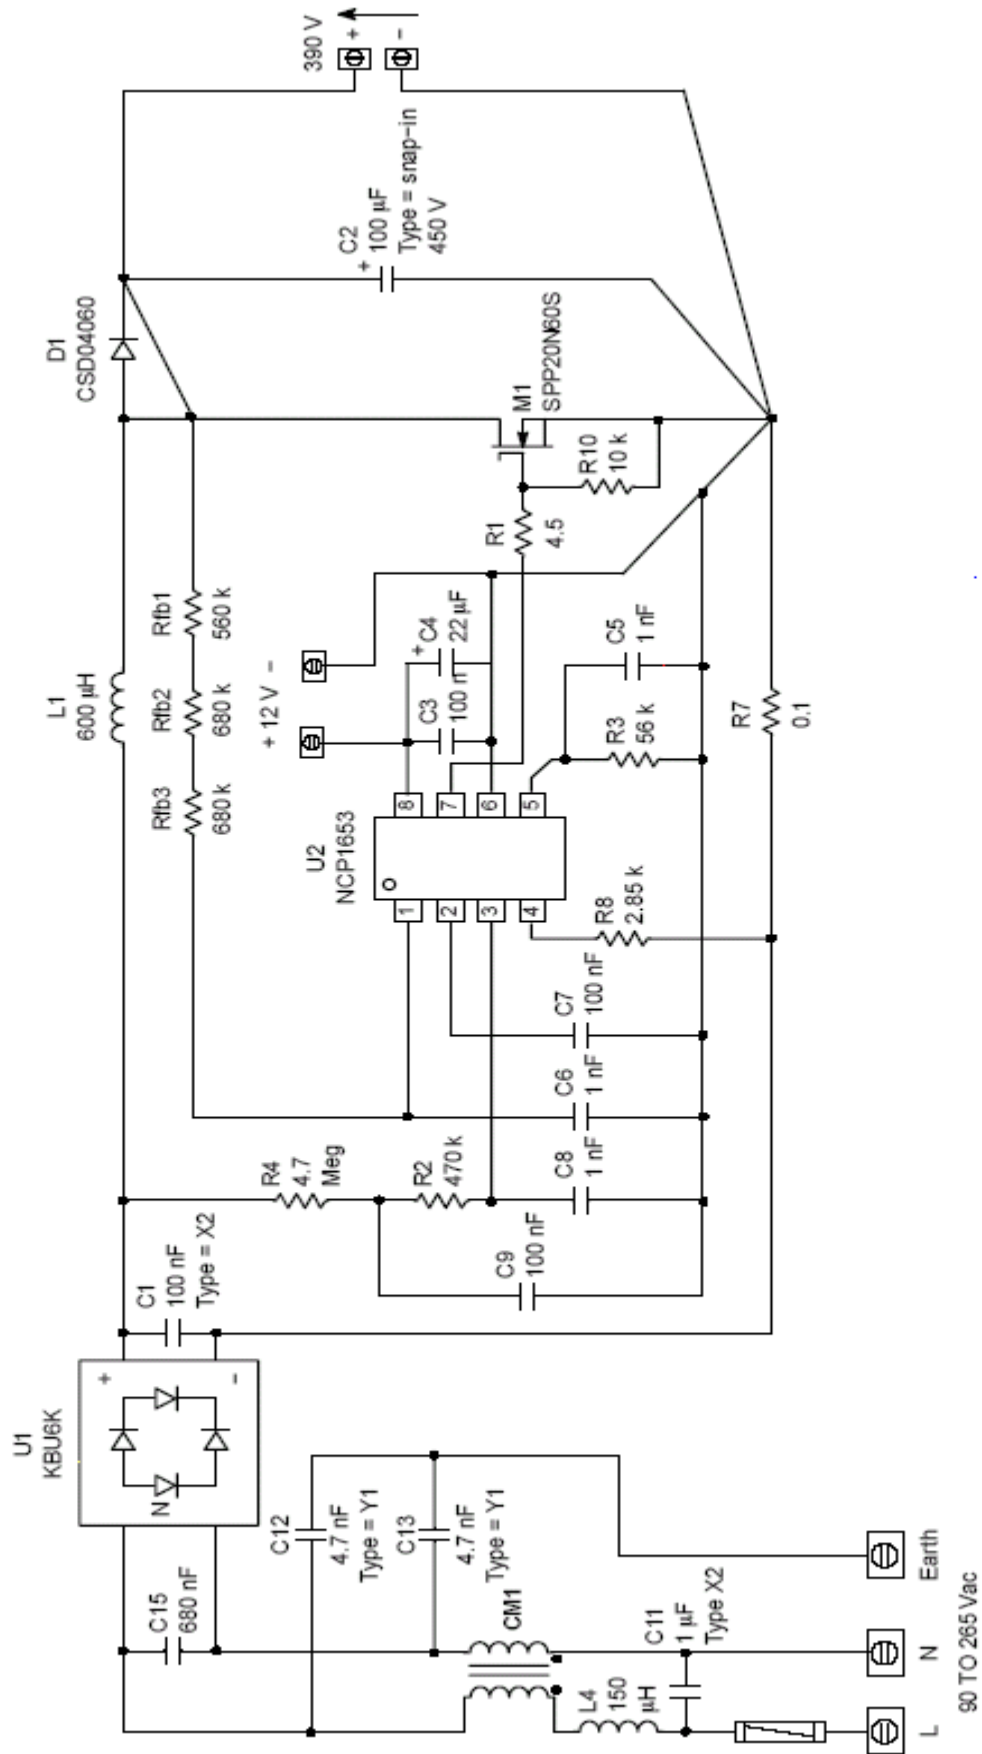 U1
KBU6K
+
-
N
C15
680 nF
C12
4.7 nF
Type = Y1
C13
4.7 nF
Type = Y1
CM1
L4
150
µH
C11
1 µF
Type X2
L
N
Earth
90 TO 265 Vac
C1
100 nF
Type = X2
R4
4.7
Meg
R2
470 k
C9
100 nF
C8
1 nF
C6
1 nF
C7
100 nF
R8
2.85 k
U2
NCP1653
1
2
3
4
8
7
6
5
L1
600 µH
Rfb3
680 k
Rfb2
680 k
Rfb1
560 k
+ 12 V -
C3
100 n
+
C4
22 µF
R3
56 k
C5
1 nF
R1
4.5
R10
10 k
M1
SPP20N60S
R7
0.1
D1
CSD04060
C2
+
100 µF
Type = snap-in
450 V
390 V
+
-